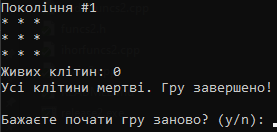 Покоління #1
* * *
* * *
* * *
Живих клітин: 0
Усі клітини мертві. Гру завершено!
Бажаєте почати гру заново? (y/n):